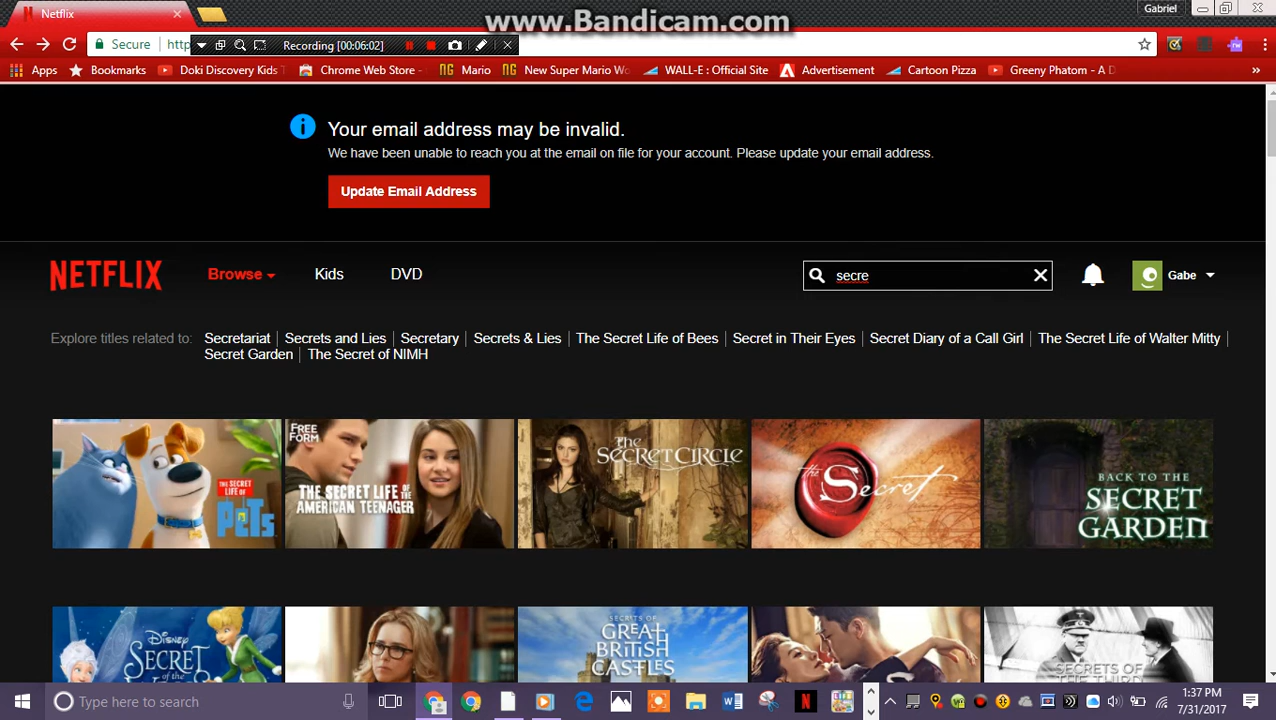 www.Bandicam.com
Netflix
Gabriel
Secure
http
Recording [00:06:02]
Apps
Bookmarks
Doki Discovery Kids
Chrome Web Store -
Mario
New Super Mario Wo
WALL-E : Official Site
Advertisement
Cartoon Pizza
Greeny Phatom - A D
»
Your email address may be invalid.
We have been unable to reach you at the email on file for your account. Please update your email address.
Update Email Address
NETFLIX
Browse
Kids
DVD
secre
Gabe
Explore titles related to:
Secretariat | Secrets and Lies | Secretary | Secrets & Lies | The Secret Life of Bees | Secret in Their Eyes | Secret Diary of a Call Girl | The Secret Life of Walter Mitty |
Secret Garden | The Secret of NIMH
THE SECRET LIFE OF PETS
FREE FORM
THE SECRET LIFE OF THE AMERICAN TEENAGER
The SECRET CIRCLE
the Secret
BACK TO THE SECRET GARDEN
DISNEY
SECRET
of the
SECRETS OF
GREAT
BRITISH
CASTLES
SECRETS OF
THE THIRD
Type here to search
1:37 PM
7/31/2017